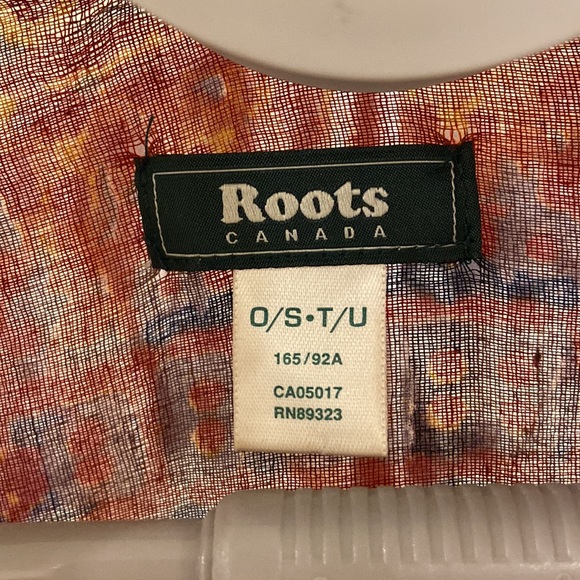 Roots
CANADA
O/S•T/U
165/92A
CA05017
RN89323